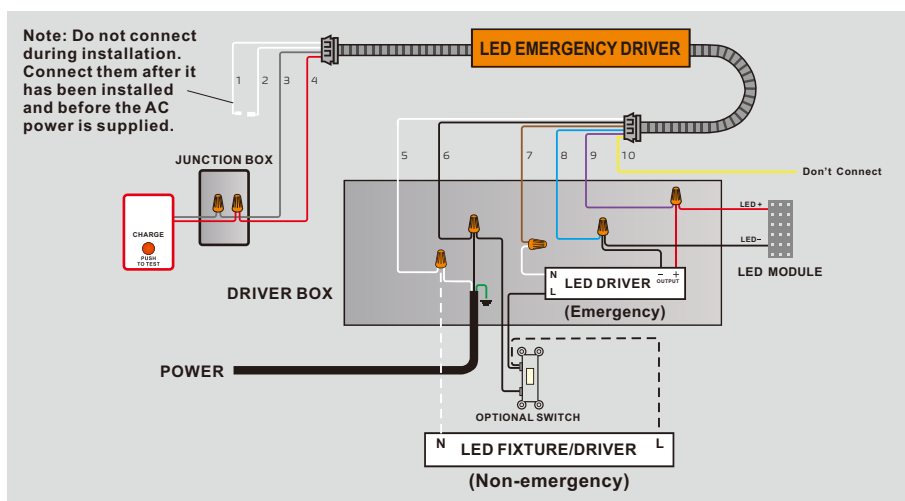 Note: Do not connect
during installation.
Connect them after it
has been installed
and before the AC
power is supplied.
LED EMERGENCY DRIVER
1
2
3
4
5
6
7
8
9
10
Don't Connect
JUNCTION BOX
CHARGE
PUSH
TO TEST
DRIVER BOX
LED+
LED−
LED MODULE
N
L
LED DRIVER
− +
OUTPUT
(Emergency)
POWER
OPTIONAL SWITCH
N
LED FIXTURE/DRIVER
L
(Non-emergency)